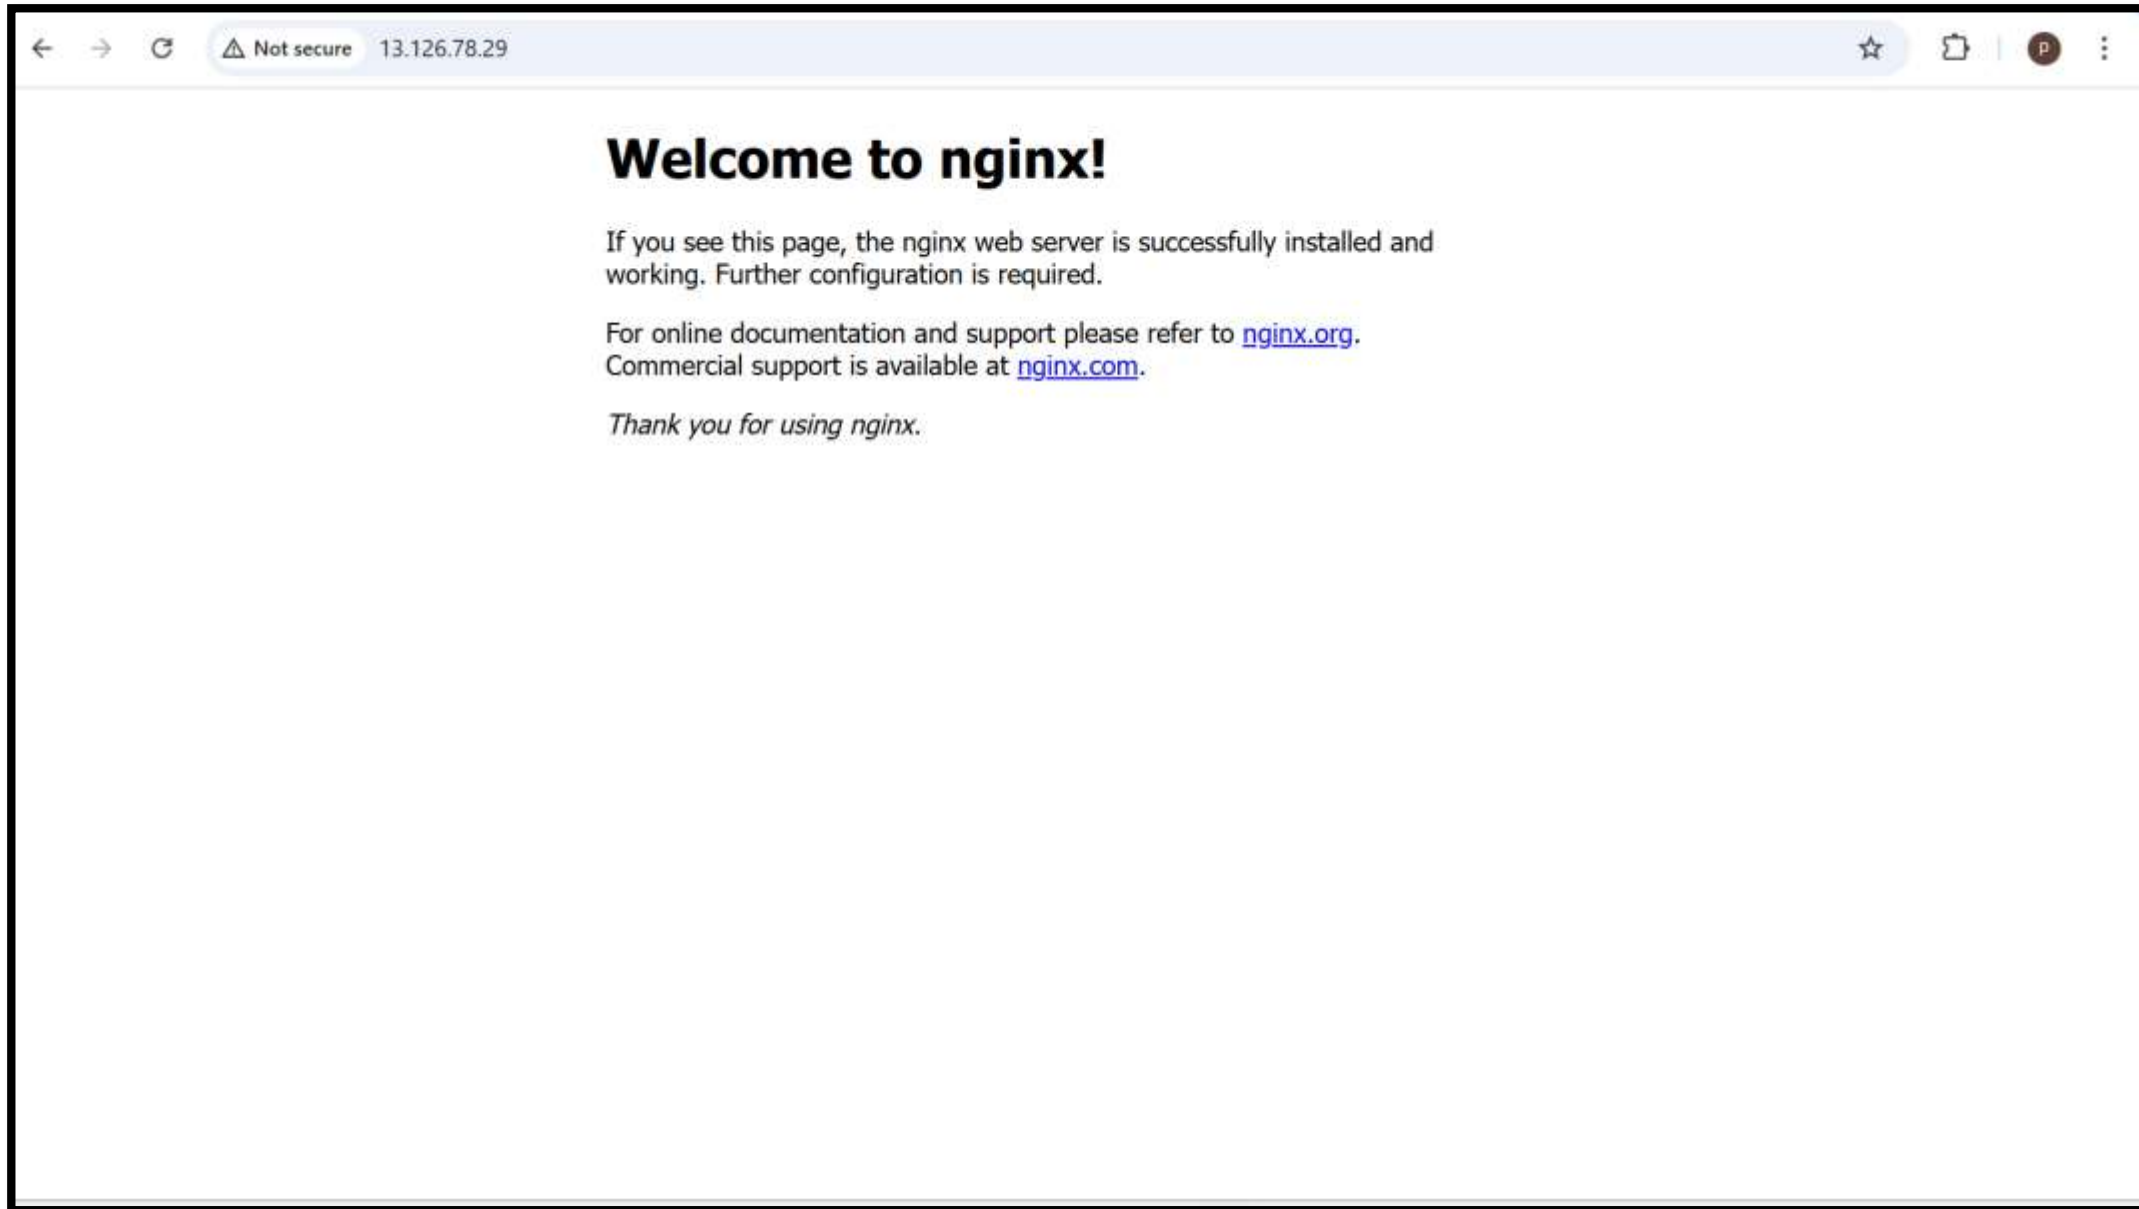 Not secure 13.126.78.29
P
Welcome to nginx!
If you see this page, the nginx web server is successfully installed and
working. Further configuration is required.
For online documentation and support please refer to nginx.org.
Commercial support is available at nginx.com.
Thank you for using nginx.